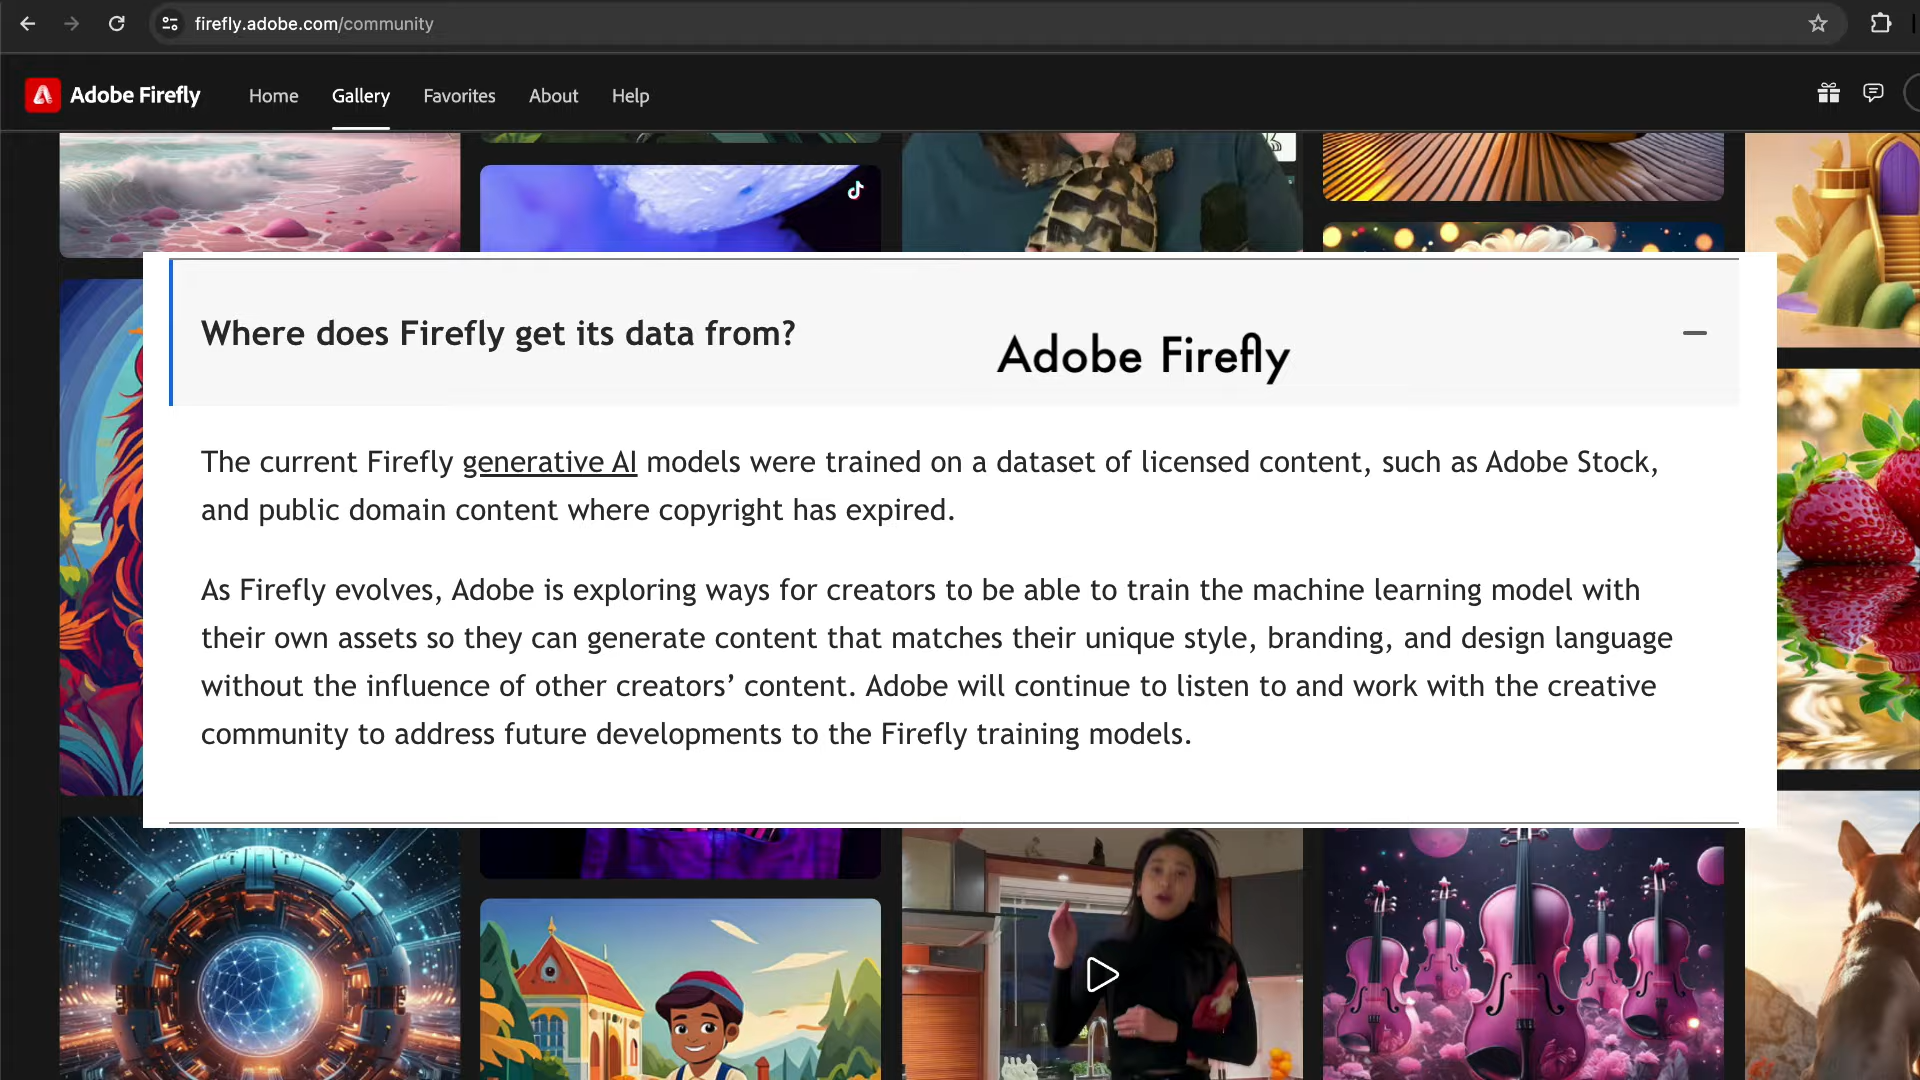 firefly.adobe.com/community
Adobe Firefly Home Gallery Favorites About Help
Where does Firefly get its data from?
Adobe Firefly
The current Firefly generative AI models were trained on a dataset of licensed content, such as Adobe Stock,
and public domain content where copyright has expired.
As Firefly evolves, Adobe is exploring ways for creators to be able to train the machine learning model with
their own assets so they can generate content that matches their unique style, branding, and design language
without the influence of other creators’ content. Adobe will continue to listen to and work with the creative
community to address future developments to the Firefly training models.